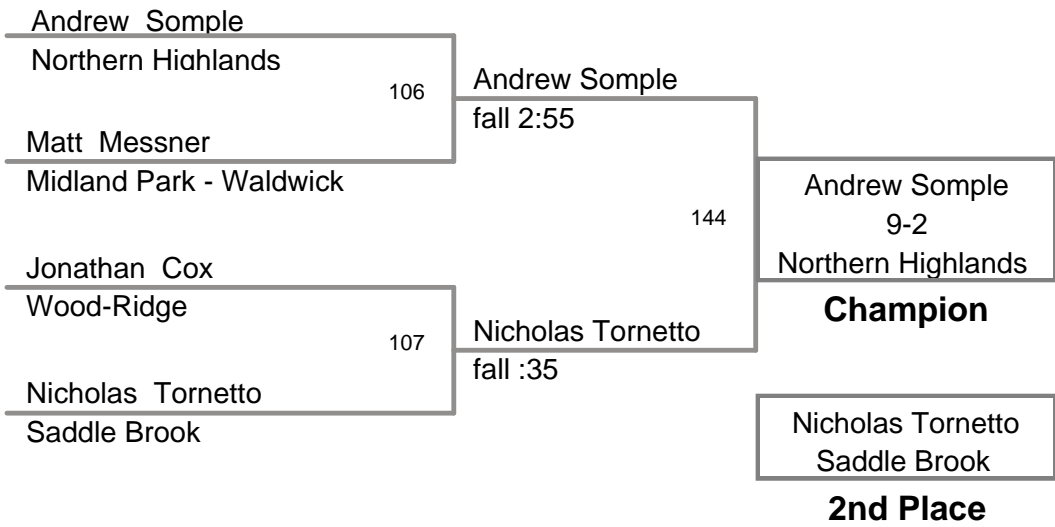 Andrew Somple
Northern Highlands
106
Andrew Somple
fall 2:55
Matt Messner
Midland Park - Waldwick
144
Andrew Somple
9-2
Northern Highlands
Champion
Jonathan Cox
Wood-Ridge
107
Nicholas Tornetto
fall :35
Nicholas Tornetto
Saddle Brook
Nicholas Tornetto
Saddle Brook
2nd Place